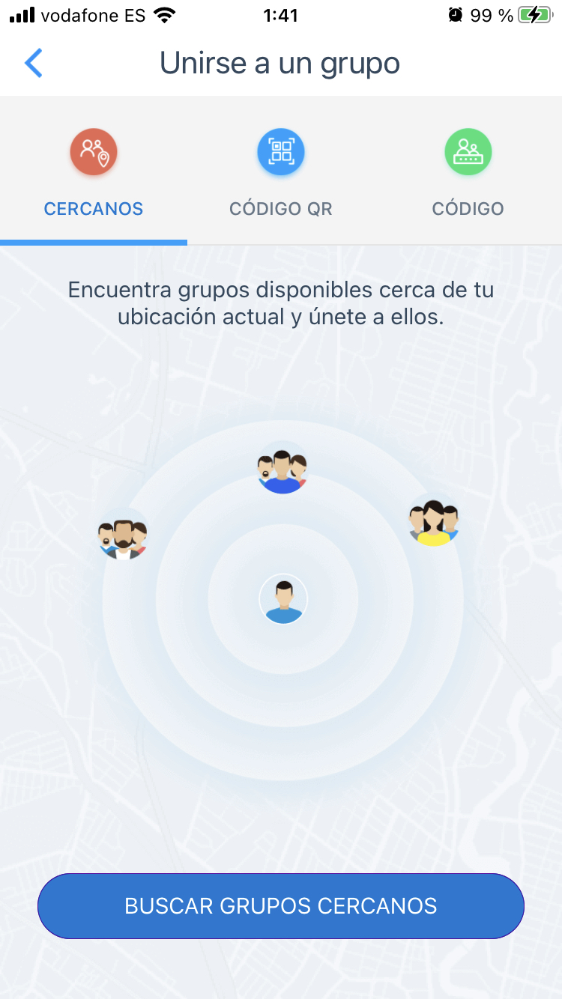 vodafone ES 1:41 99 %
Unirse a un grupo
CERCANOS CÓDIGO QR CÓDIGO
Encuentra grupos disponibles cerca de tu
ubicación actual y únete a ellos.
BUSCAR GRUPOS CERCANOS